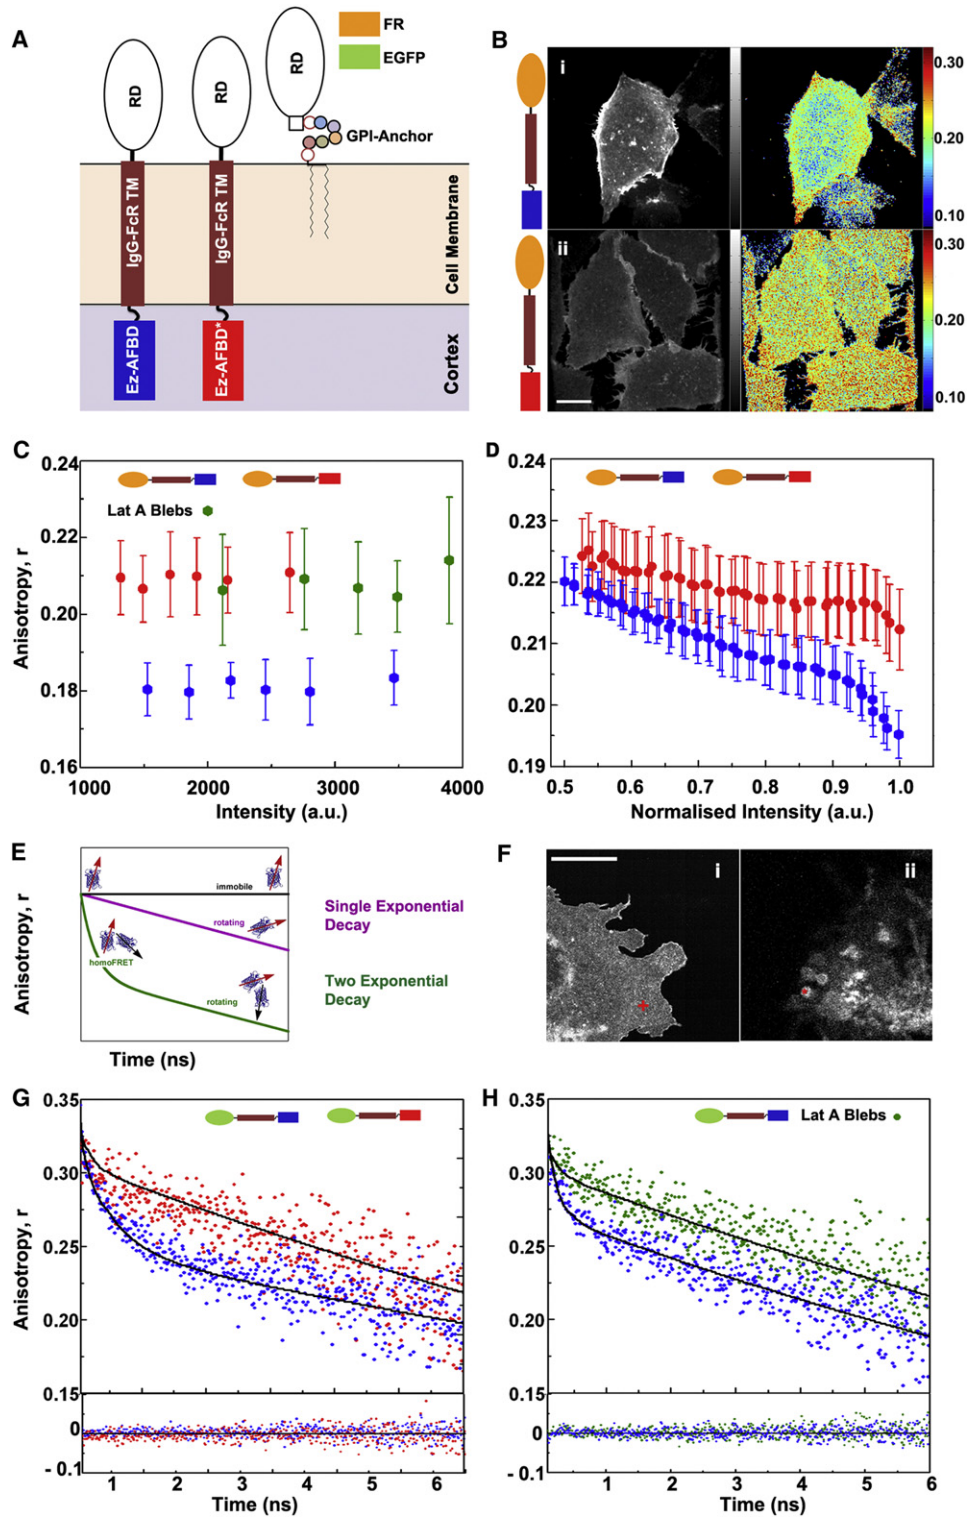 A
RD
RD
RD
FR
EGFP
GPI-Anchor
IgG-FcR TM
IgG-FcR TM
Cell Membrane
Ez-AFBD
Ez-AFBD*
Cortex
B
i
0.30
0.20
0.10
ii
0.30
0.20
0.10
C
0.24
0.22
0.20
0.18
0.16
Anisotropy, r
Lat A Blebs
1000
2000
3000
4000
Intensity (a.u.)
D
0.24
0.23
0.22
0.21
0.20
0.19
0.5
0.6
0.7
0.8
0.9
1.0
Normalised Intensity (a.u.)
E
Anisotropy, r
immobile
rotating
homoFRET
rotating
Time (ns)
Single Exponential
Decay
Two Exponential
Decay
F
i
ii
G
0.35
0.30
0.25
0.20
0.15
0
- 0.1
Anisotropy, r
1
2
3
4
5
6
Time (ns)
H
Lat A Blebs
0.35
0.30
0.25
0.20
0.15
0
- 0.1
1
2
3
4
5
6
Time (ns)